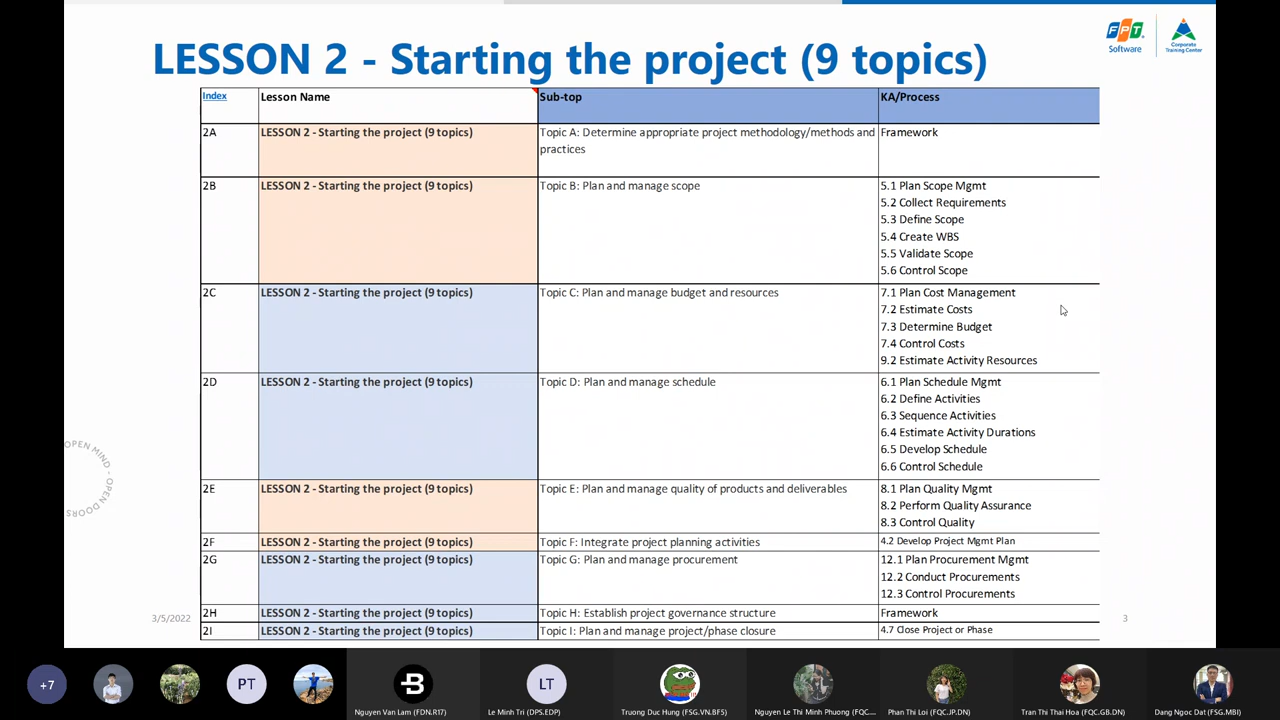 LESSON 2 - Starting the project (9 topics)
FPT
Software
Corporate
Training Center
Index
Lesson Name
Sub-top
KA/Process
2A
LESSON 2 - Starting the project (9 topics)
Topic A: Determine appropriate project methodology/methods and
practices
Framework
2B
LESSON 2 - Starting the project (9 topics)
Topic B: Plan and manage scope
5.1 Plan Scope Mgmt
5.2 Collect Requirements
5.3 Define Scope
5.4 Create WBS
5.5 Validate Scope
5.6 Control Scope
2C
LESSON 2 - Starting the project (9 topics)
Topic C: Plan and manage budget and resources
7.1 Plan Cost Management
7.2 Estimate Costs
7.3 Determine Budget
7.4 Control Costs
9.2 Estimate Activity Resources
2D
LESSON 2 - Starting the project (9 topics)
Topic D: Plan and manage schedule
6.1 Plan Schedule Mgmt
6.2 Define Activities
6.3 Sequence Activities
6.4 Estimate Activity Durations
6.5 Develop Schedule
6.6 Control Schedule
2E
LESSON 2 - Starting the project (9 topics)
Topic E: Plan and manage quality of products and deliverables
8.1 Plan Quality Mgmt
8.2 Perform Quality Assurance
8.3 Control Quality
2F
LESSON 2 - Starting the project (9 topics)
Topic F: Integrate project planning activities
4.2 Develop Project Mgmt Plan
2G
LESSON 2 - Starting the project (9 topics)
Topic G: Plan and manage procurement
12.1 Plan Procurement Mgmt
12.2 Conduct Procurements
12.3 Control Procurements
2H
LESSON 2 - Starting the project (9 topics)
Topic H: Establish project governance structure
Framework
2I
LESSON 2 - Starting the project (9 topics)
Topic I: Plan and manage project/phase closure
4.7 Close Project or Phase
OPEN MIND - OPEN DOORS
3/5/2022
3
+7
PT
B
Nguyen Van Lam (FDN.R17)
LT
Le Minh Tri (DPS.EDP)
Truong Duc Hung (FSG.VN.BF5)
Nguyen Le Thi Minh Phuong (FQC....
Phan Thi Loi (FQC.JP.DN)
Tran Thi Thai Hoa (FQC.GB.DN)
Dang Ngoc Dat (FSG.MBI)